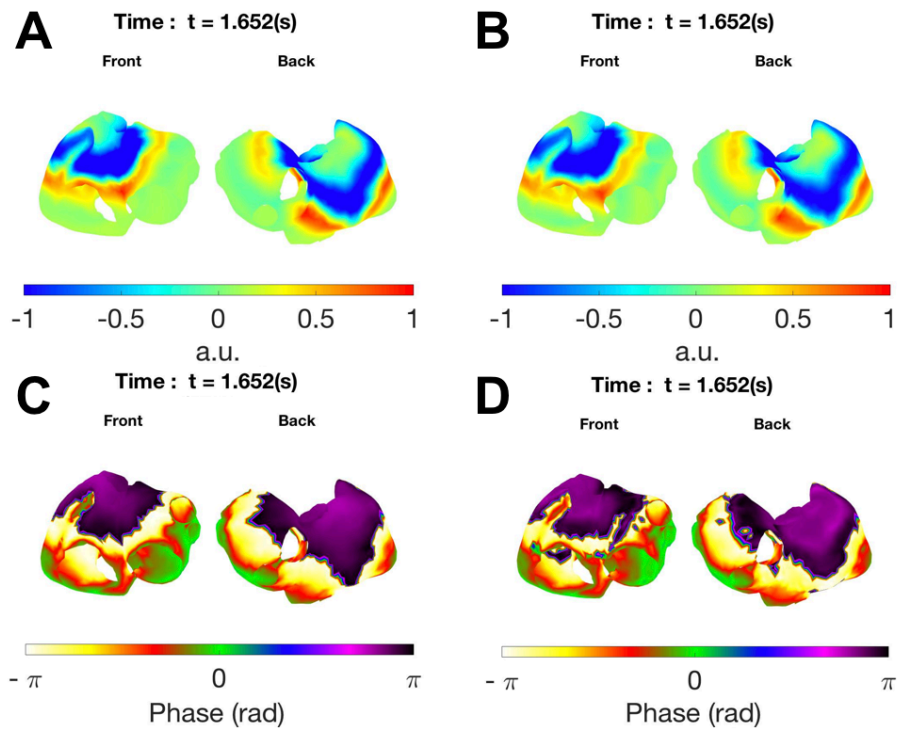 A
Time : t = 1.652(s)
Front Back
-1 -0.5 0 0.5 1
a.u.
B
Time : t = 1.652(s)
Front Back
-1 -0.5 0 0.5 1
a.u.
C
Time : t = 1.652(s)
Front Back
- π 0 π
Phase (rad)
D
Time : t = 1.652(s)
Front Back
- π 0 π
Phase (rad)